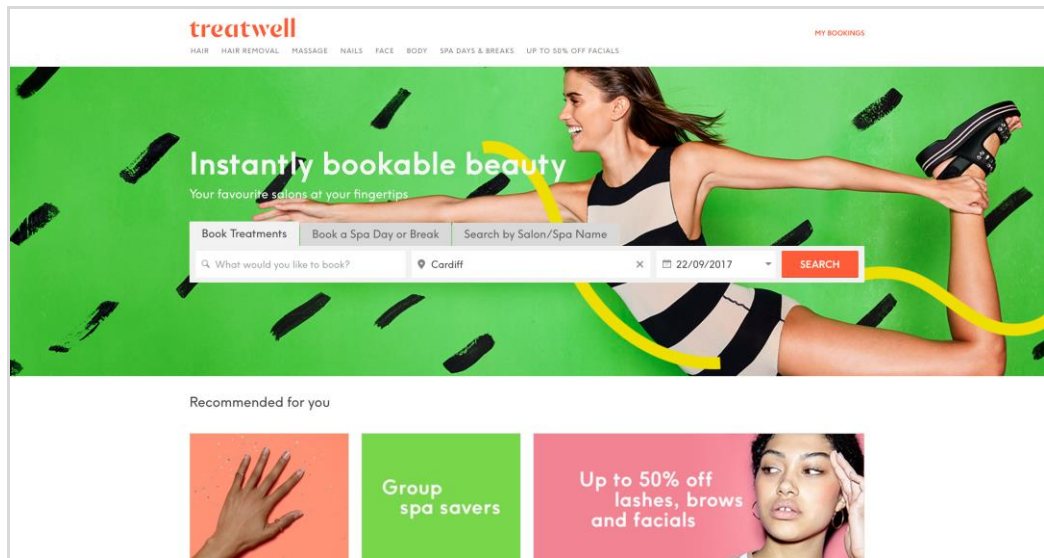 treatwell
MY BOOKINGS
HAIR HAIR REMOVAL MASSAGE NAILS FACE BODY SPA DAYS & BREAKS UP TO 50% OFF FACIALS
Instantly bookable beauty
Your favourite salons at your fingertips
Book Treatments Book a Spa Day or Break Search by Salon/Spa Name
What would you like to book? Cardiff × 22/09/2017 SEARCH
Recommended for you
Group
spa savers
Up to 50% off
lashes, brows
and facials